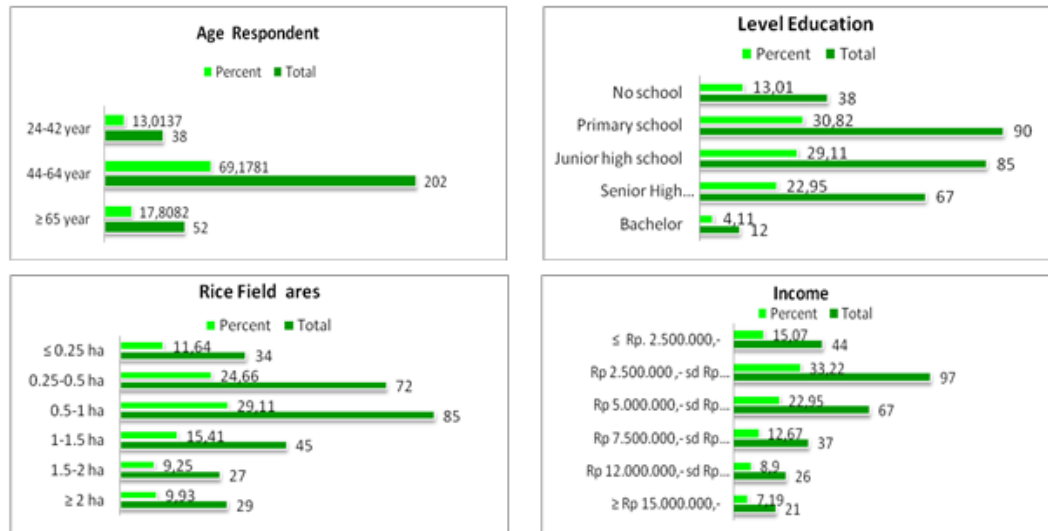 Age Respondent
Percent Total
24-42 year
13,0137
38
44-64 year
69,1781
202
≥ 65 year
17,8082
52
Level Education
Percent Total
No school
13,01
38
Primary school
30,82
90
Junior high school
29,11
85
Senior High...
22,95
67
Bachelor
4,11
12
Rice Field ares
Percent Total
≤ 0.25 ha
11,64
34
0.25-0.5 ha
24,66
72
0.5-1 ha
29,11
85
1-1.5 ha
15,41
45
1.5-2 ha
9,25
27
≥ 2 ha
9,93
29
Income
Percent Total
≤ Rp. 2.500.000,-
15,07
44
Rp 2.500.000 ,- sd Rp...
33,22
97
Rp 5.000.000,- sd Rp...
22,95
67
Rp 7.500.000,- sd Rp...
12,67
37
Rp 12.000.000,- sd Rp...
8,9
26
≥ Rp 15.000.000,-
7,19
21